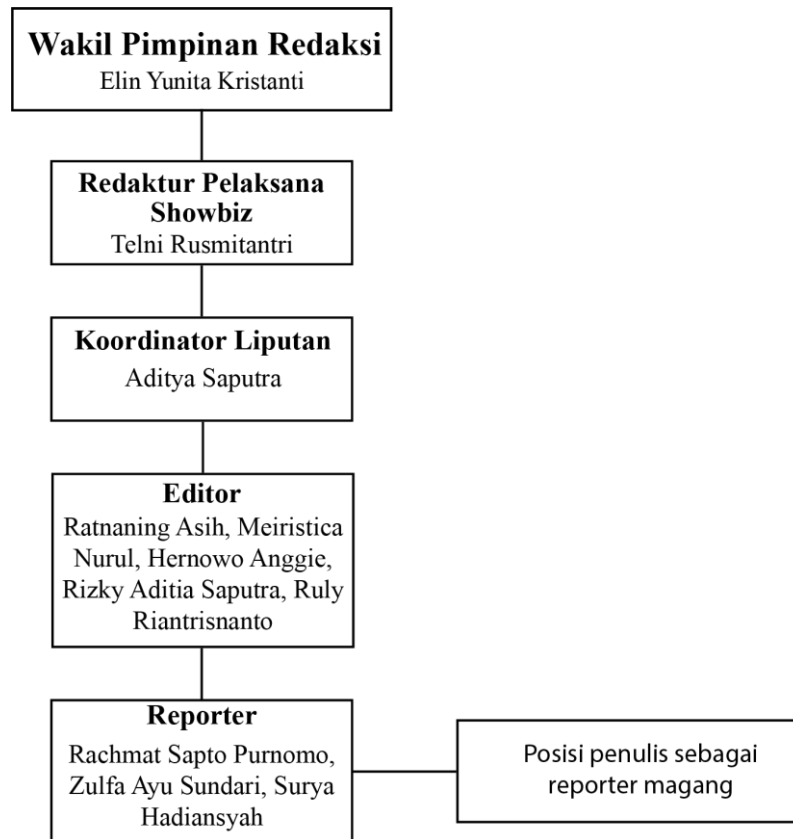 Wakil Pimpinan Redaksi
Elin Yunita Kristanti
Redaktur Pelaksana
Showbiz
Telni Rusmitantri
Koordinator Liputan
Aditya Saputra
Editor
Ratnaning Asih, Meiristica
Nurul, Hernowo Anggie,
Rizky Aditia Saputra, Ruly
Riantrisnanto
Reporter
Rachmat Sapto Purnomo,
Zulfa Ayu Sundari, Surya
Hadiansyah
Posisi penulis sebagai
reporter magang